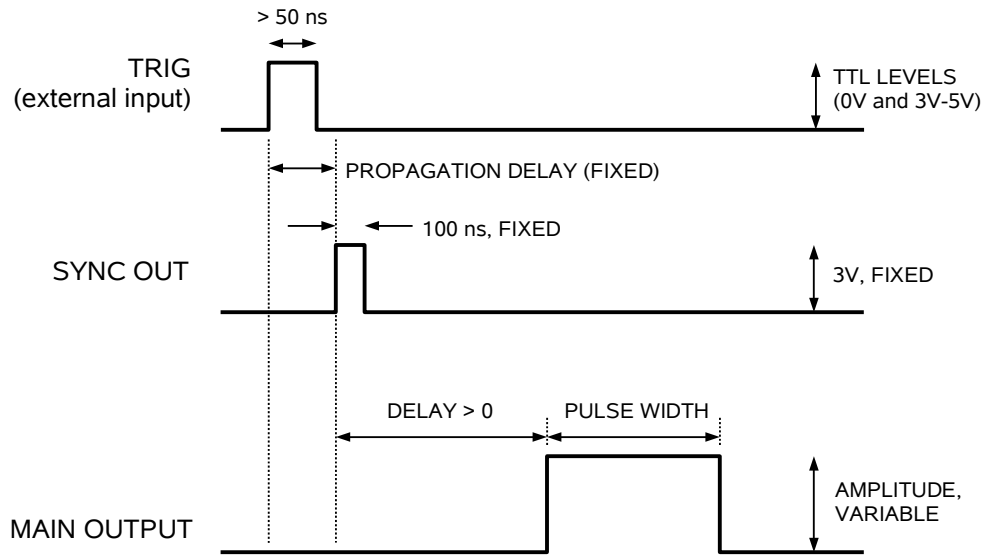 > 50 ns
TRIG
(external input)
TTL LEVELS
(0V and 3V-5V)
PROPAGATION DELAY (FIXED)
100 ns, FIXED
SYNC OUT
3V, FIXED
DELAY > 0
PULSE WIDTH
AMPLITUDE,
VARIABLE
MAIN OUTPUT